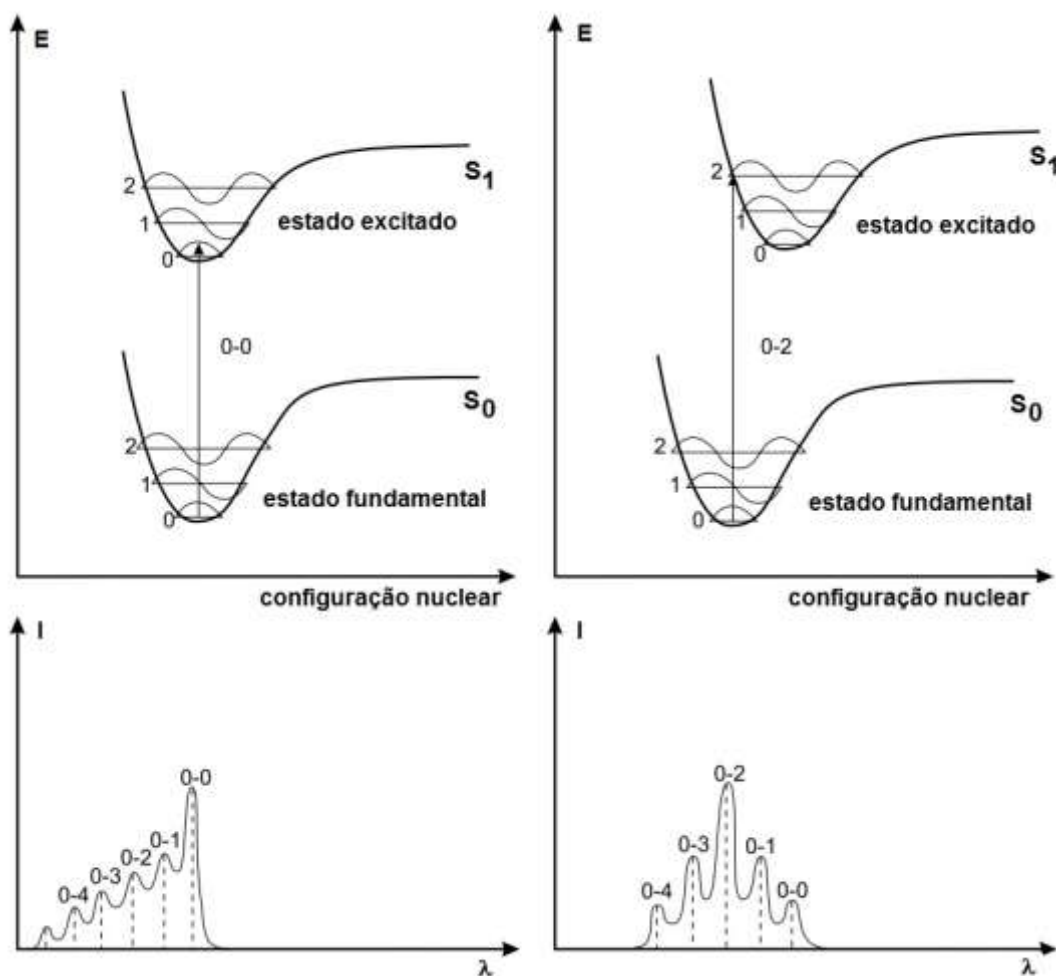 E
S1
2
1
estado excitado
0
0-0
S0
2
1
estado fundamental
0
configuração nuclear
E
S1
2
1
estado excitado
0
0-2
S0
2
1
estado fundamental
0
configuração nuclear
I
0-0
0-1
0-2
0-3
0-4
λ
I
0-2
0-3
0-1
0-4
0-0
λ